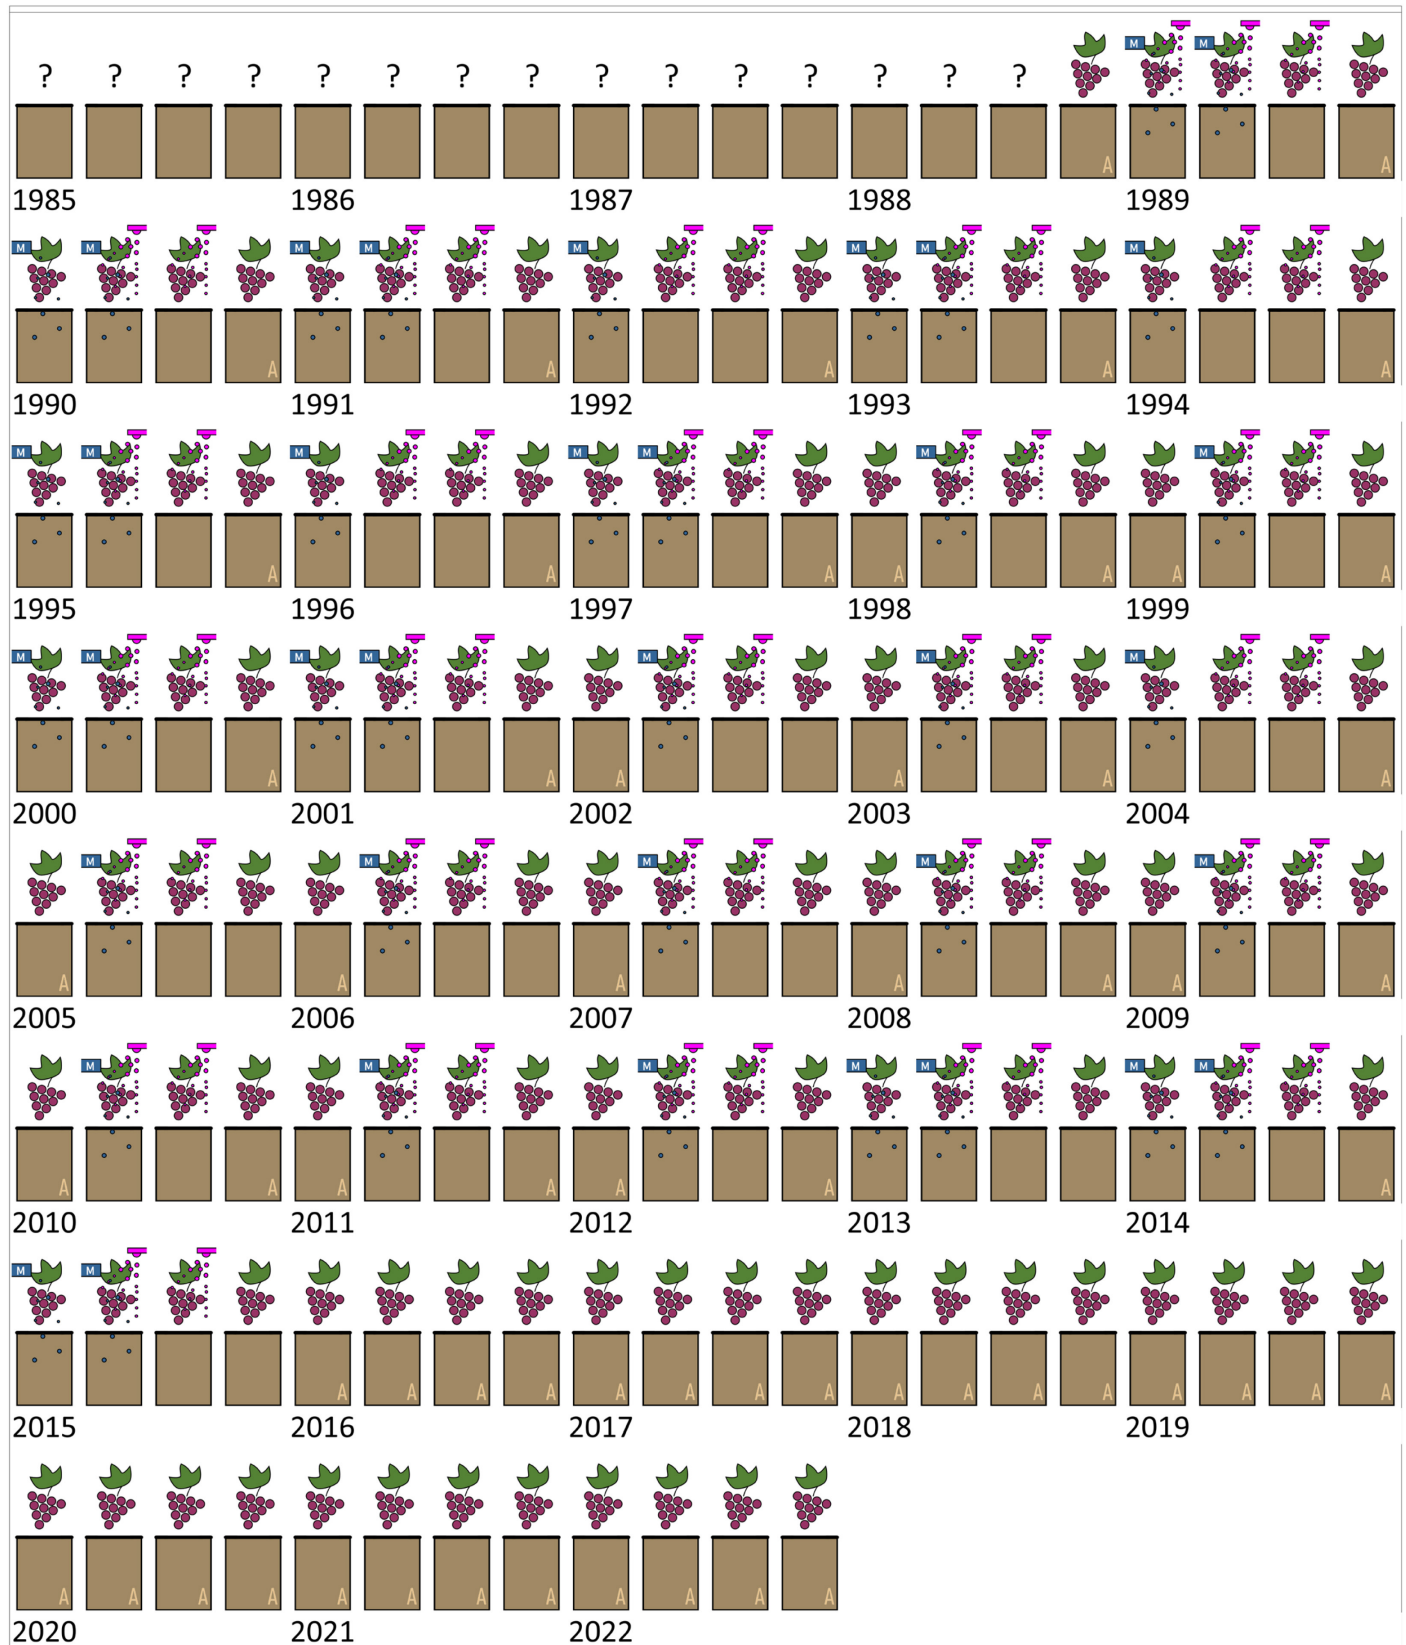 M M
? ? ? ? ? ? ? ? ? ? ? ? ? ? ?
A A
1985 1986 1987 1988 1989
M M M M M M M M
A A A A A
1990 1991 1992 1993 1994
M M M M M M M
A A A A A A A
1995 1996 1997 1998 1999
M M M M M M M
A A A A A
2000 2001 2002 2003 2004
M M M M M
A A A A A A A
2005 2006 2007 2008 2009
M M M M M M M
A A A A A A A
2010 2011 2012 2013 2014
M M
A A A A A A A A A A A A A A A A
2015 2016 2017 2018 2019
A A A A A A A A A A A A
2020 2021 2022